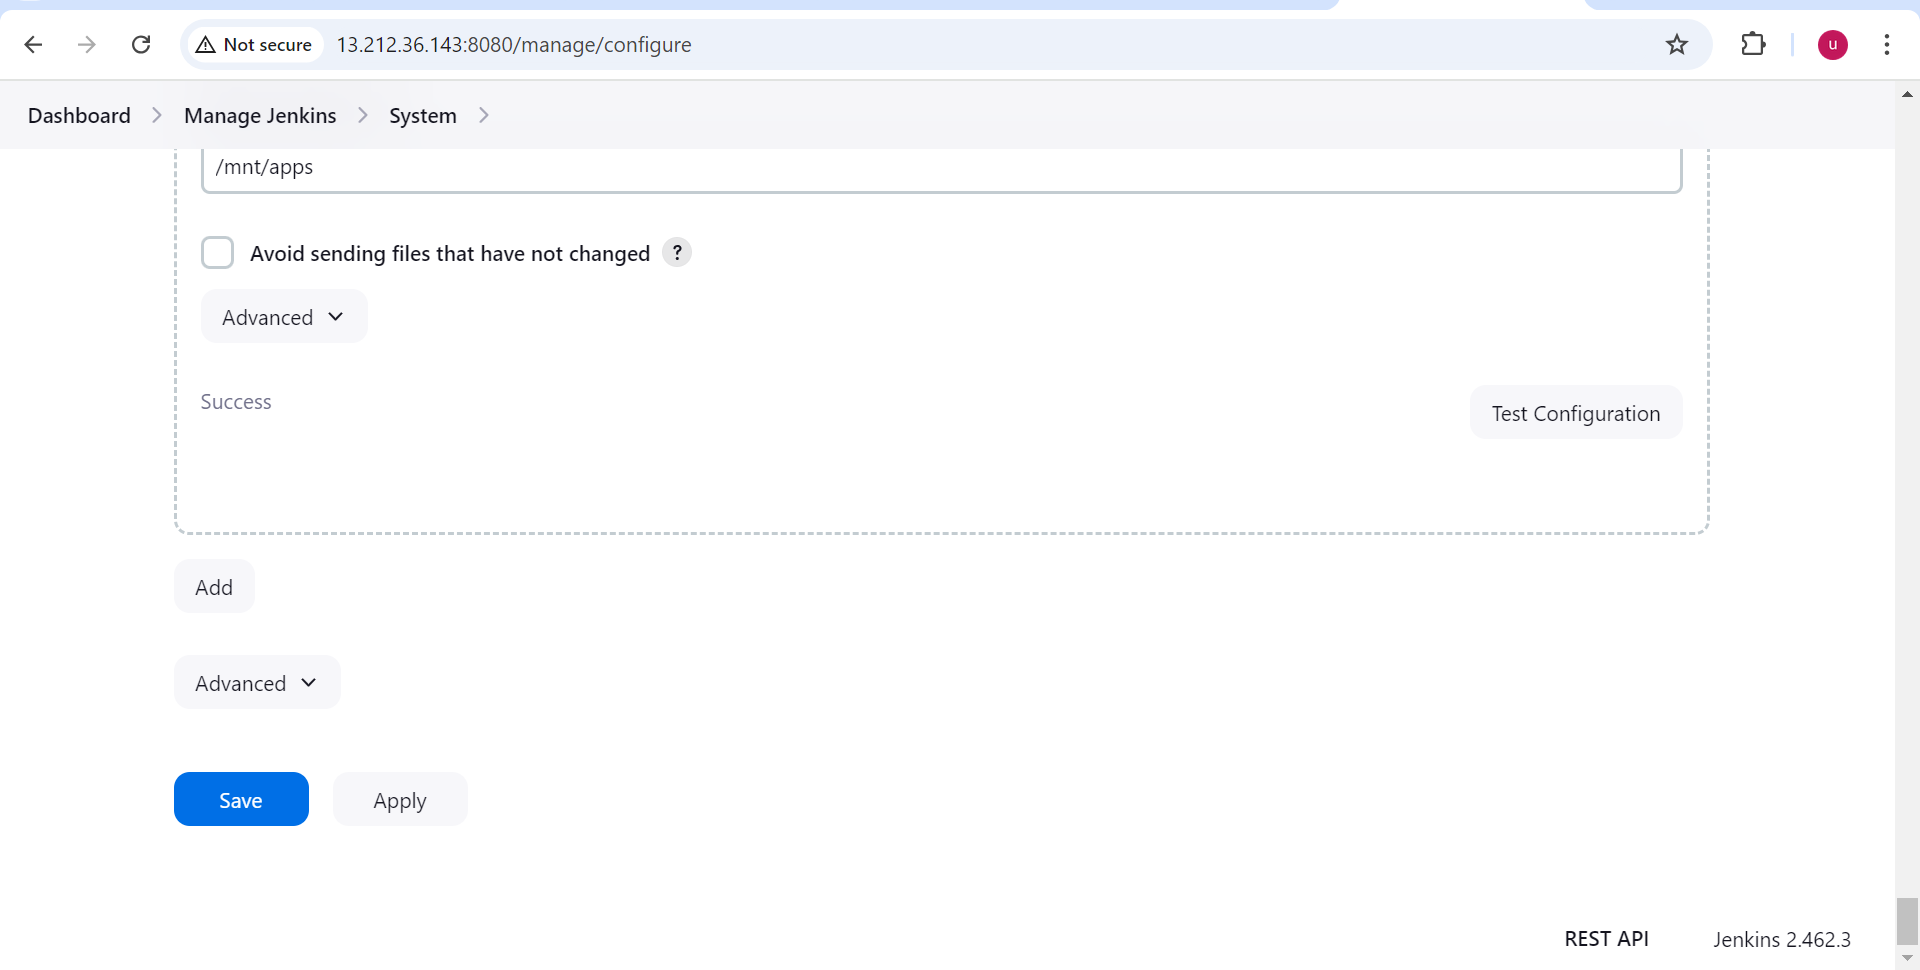 Not secure 13.212.36.143:8080/manage/configure u
Dashboard Manage Jenkins System
/mnt/apps
Avoid sending files that have not changed ?
Advanced
Success
Test Configuration
Add
Advanced
Save Apply
REST API Jenkins 2.462.3